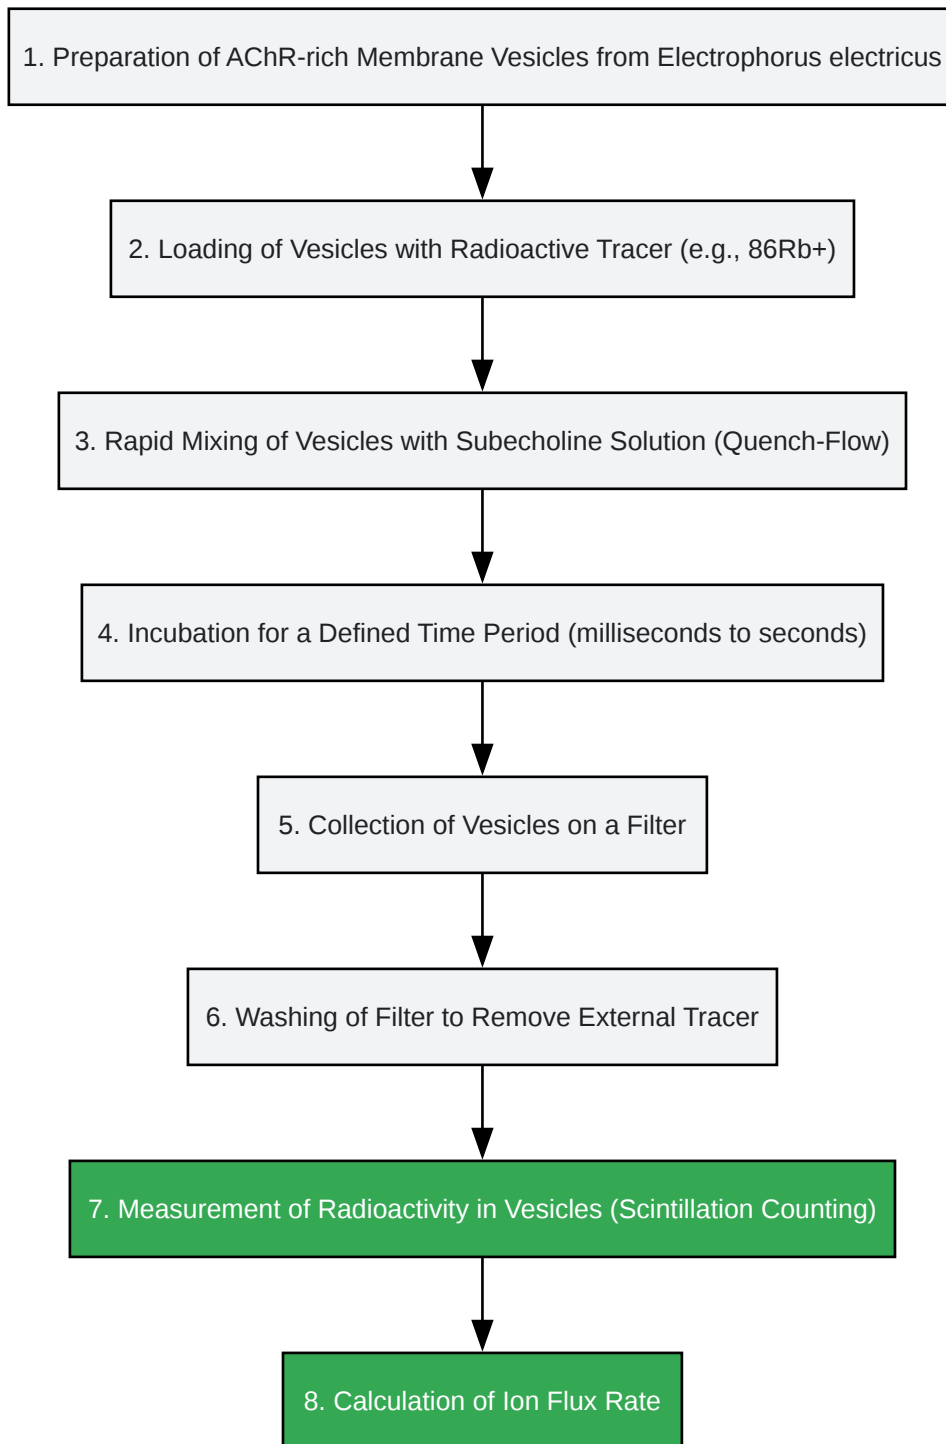 1. Preparation of AChR-rich Membrane Vesicles from Electrophorus electricus
2. Loading of Vesicles with Radioactive Tracer (e.g., 86Rb+)
3. Rapid Mixing of Vesicles with Subecholine Solution (Quench-Flow)
4. Incubation for a Defined Time Period (milliseconds to seconds)
5. Collection of Vesicles on a Filter
6. Washing of Filter to Remove External Tracer
7. Measurement of Radioactivity in Vesicles (Scintillation Counting)
8. Calculation of Ion Flux Rate